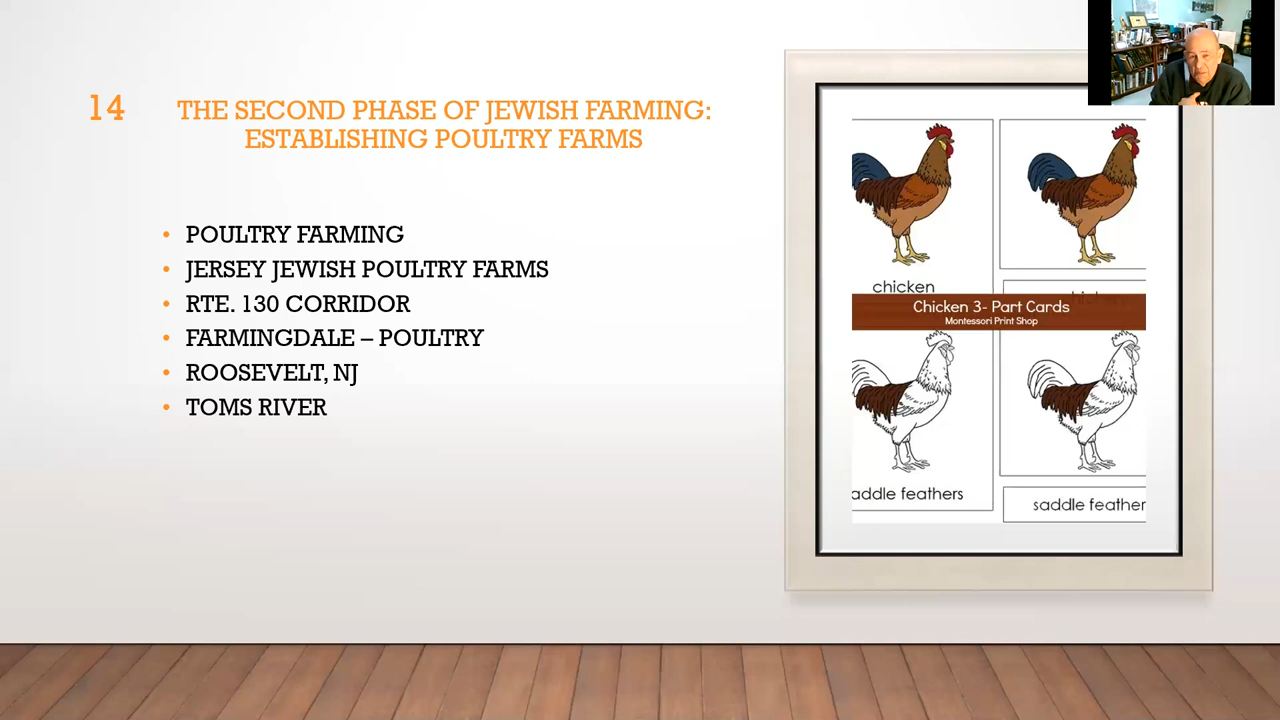 14
THE SECOND PHASE OF JEWISH FARMING:
ESTABLISHING POULTRY FARMS
• POULTRY FARMING
• JERSEY JEWISH POULTRY FARMS
• RTE. 130 CORRIDOR
• FARMINGDALE – POULTRY
• ROOSEVELT, NJ
• TOMS RIVER
chicken
Chicken 3- Part Cards
Montessori Print Shop
addle feathers
saddle feather